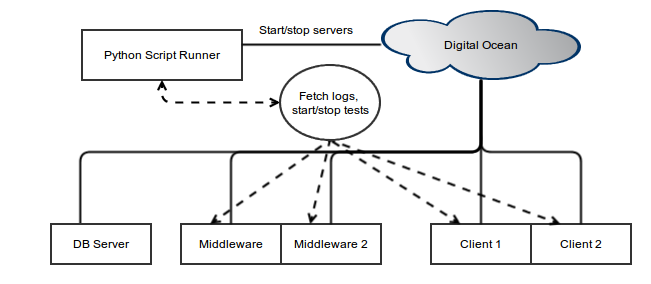 Start/stop servers
Python Script Runner
Digital Ocean
Fetch logs,
start/stop tests
DB Server
Middleware
Middleware 2
Client 1
Client 2